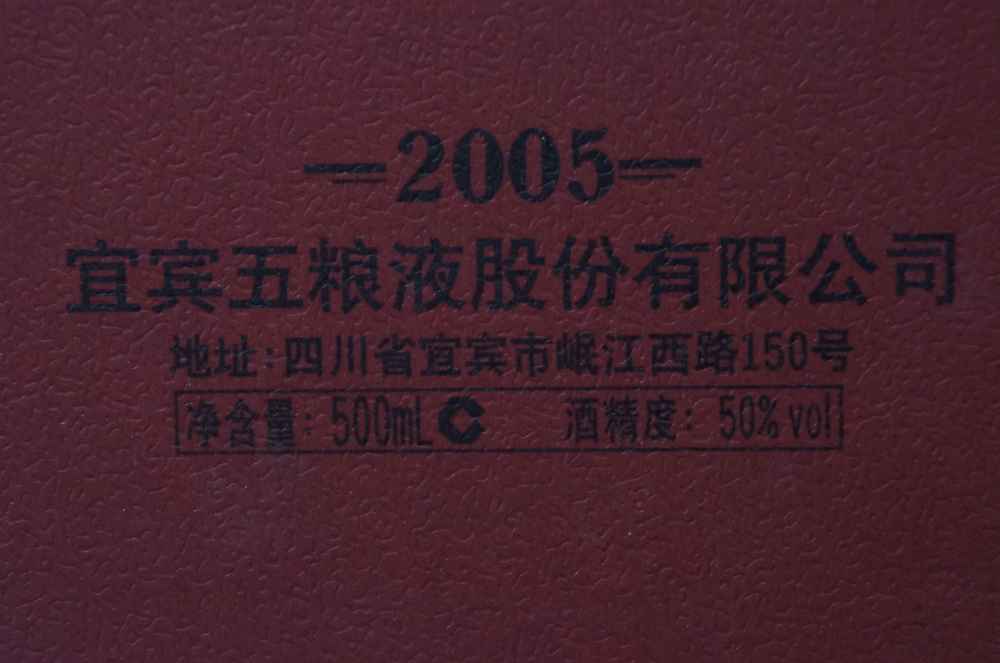 2005
宜宾五粮液股份有限公司
地址:四川省宜宾市岷江西路150号
净含量: 500mL C 酒精度: 50%vol